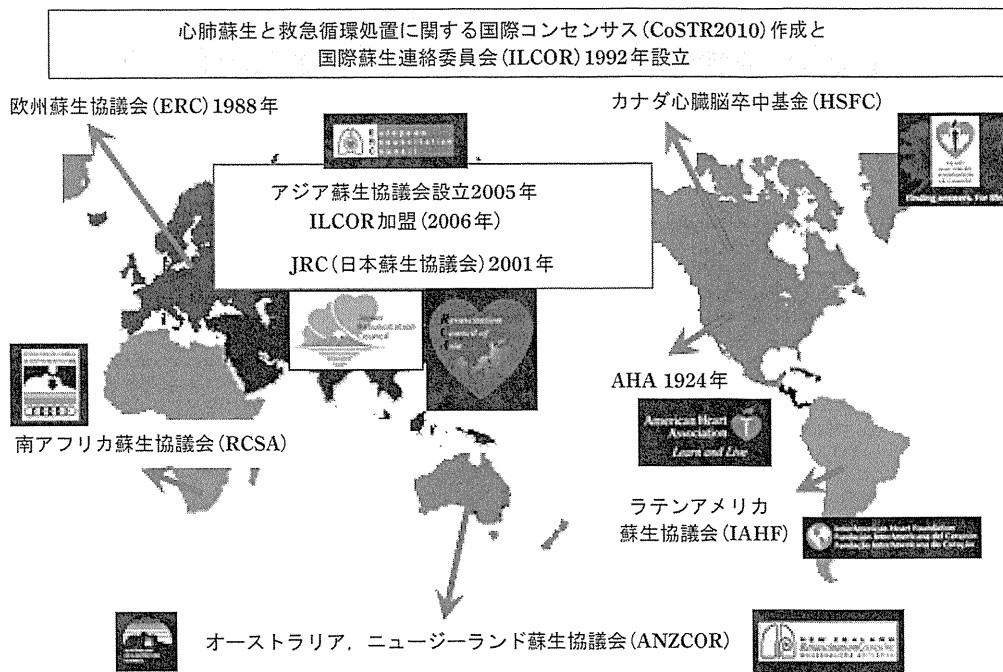 心肺蘇生と救急循環処置に関する国際コンセンサス(CoSTR2010)作成と
国際蘇生連絡委員会(ILCOR)1992年設立
欧州蘇生協議会(ERC)1988年
カナダ心臓脳卒中基金(HSFC)
アジア蘇生協議会設立2005年
ILCOR加盟(2006年)
JRC(日本蘇生協議会)2001年
AHA 1924年
American Heart
Association
Learn and Live
南アフリカ蘇生協議会(RCSA)
ラテンアメリカ
蘇生協議会(IAHF)
オーストラリア，ニュージーランド蘇生協議会(ANZCOR)